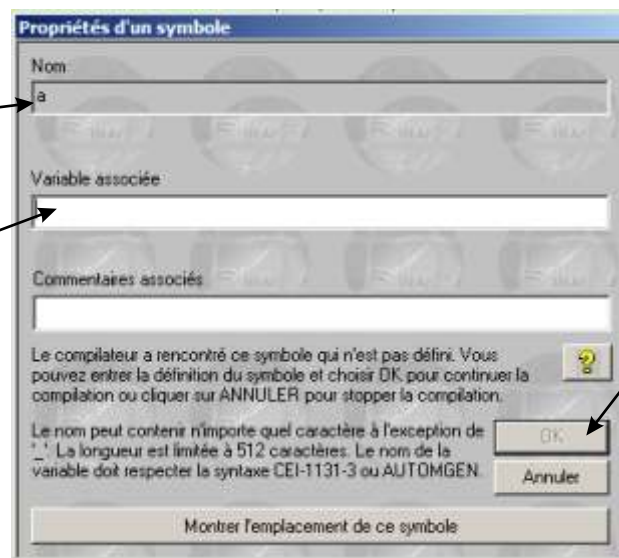 Propriétés d'un symbole
Nom
a
Variable associée
Commentaires associés
Le compilateur a rencontré ce symbole qui n'est pas défini. Vous
pouvez entrer la définition du symbole et choisir OK pour continuer la
compilation ou cliquer sur ANNULER pour stopper la compilation.
Le nom peut contenir n'importe quel caractère à l'exception de
'_'. La longueur est limitée à 512 caractères. Le nom de la
variable doit respecter la syntaxe CEI-1131-3 ou AUTOMGEN.
OK
Annuler
Montrer l'emplacement de ce symbole